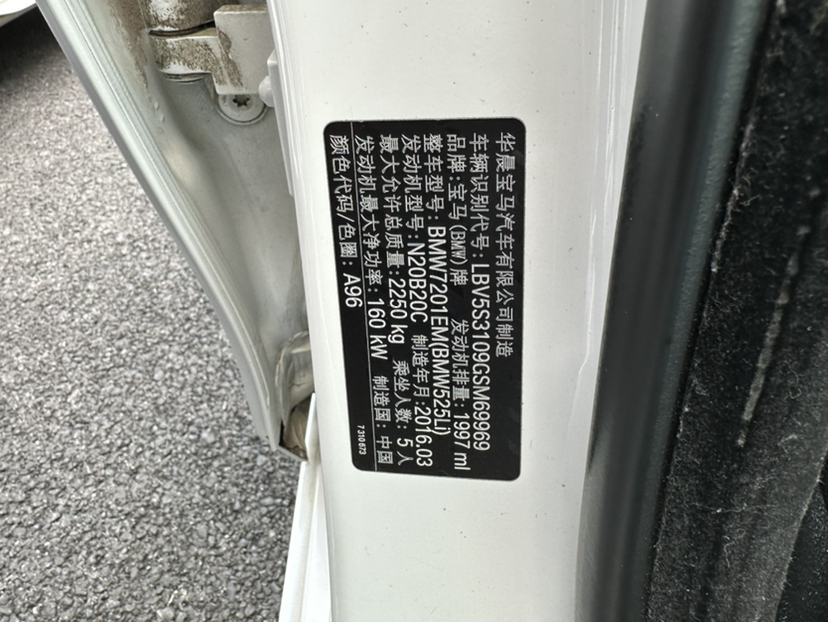 华晨宝马汽车有限公司制造
车辆识别代号:LBV5S3109GSM69969
品牌:宝马(BMW)牌 发动机排量:1997 ml
整车型号:BMW7201EM(BMW525Li)
发动机型号:N20B20C 制造年月:2016.03
最大允许总质量:2250 kg 乘坐人数:5人
发动机最大净功率:160 kW 制造国:中国
颜色代码/色圈:A96
7310673